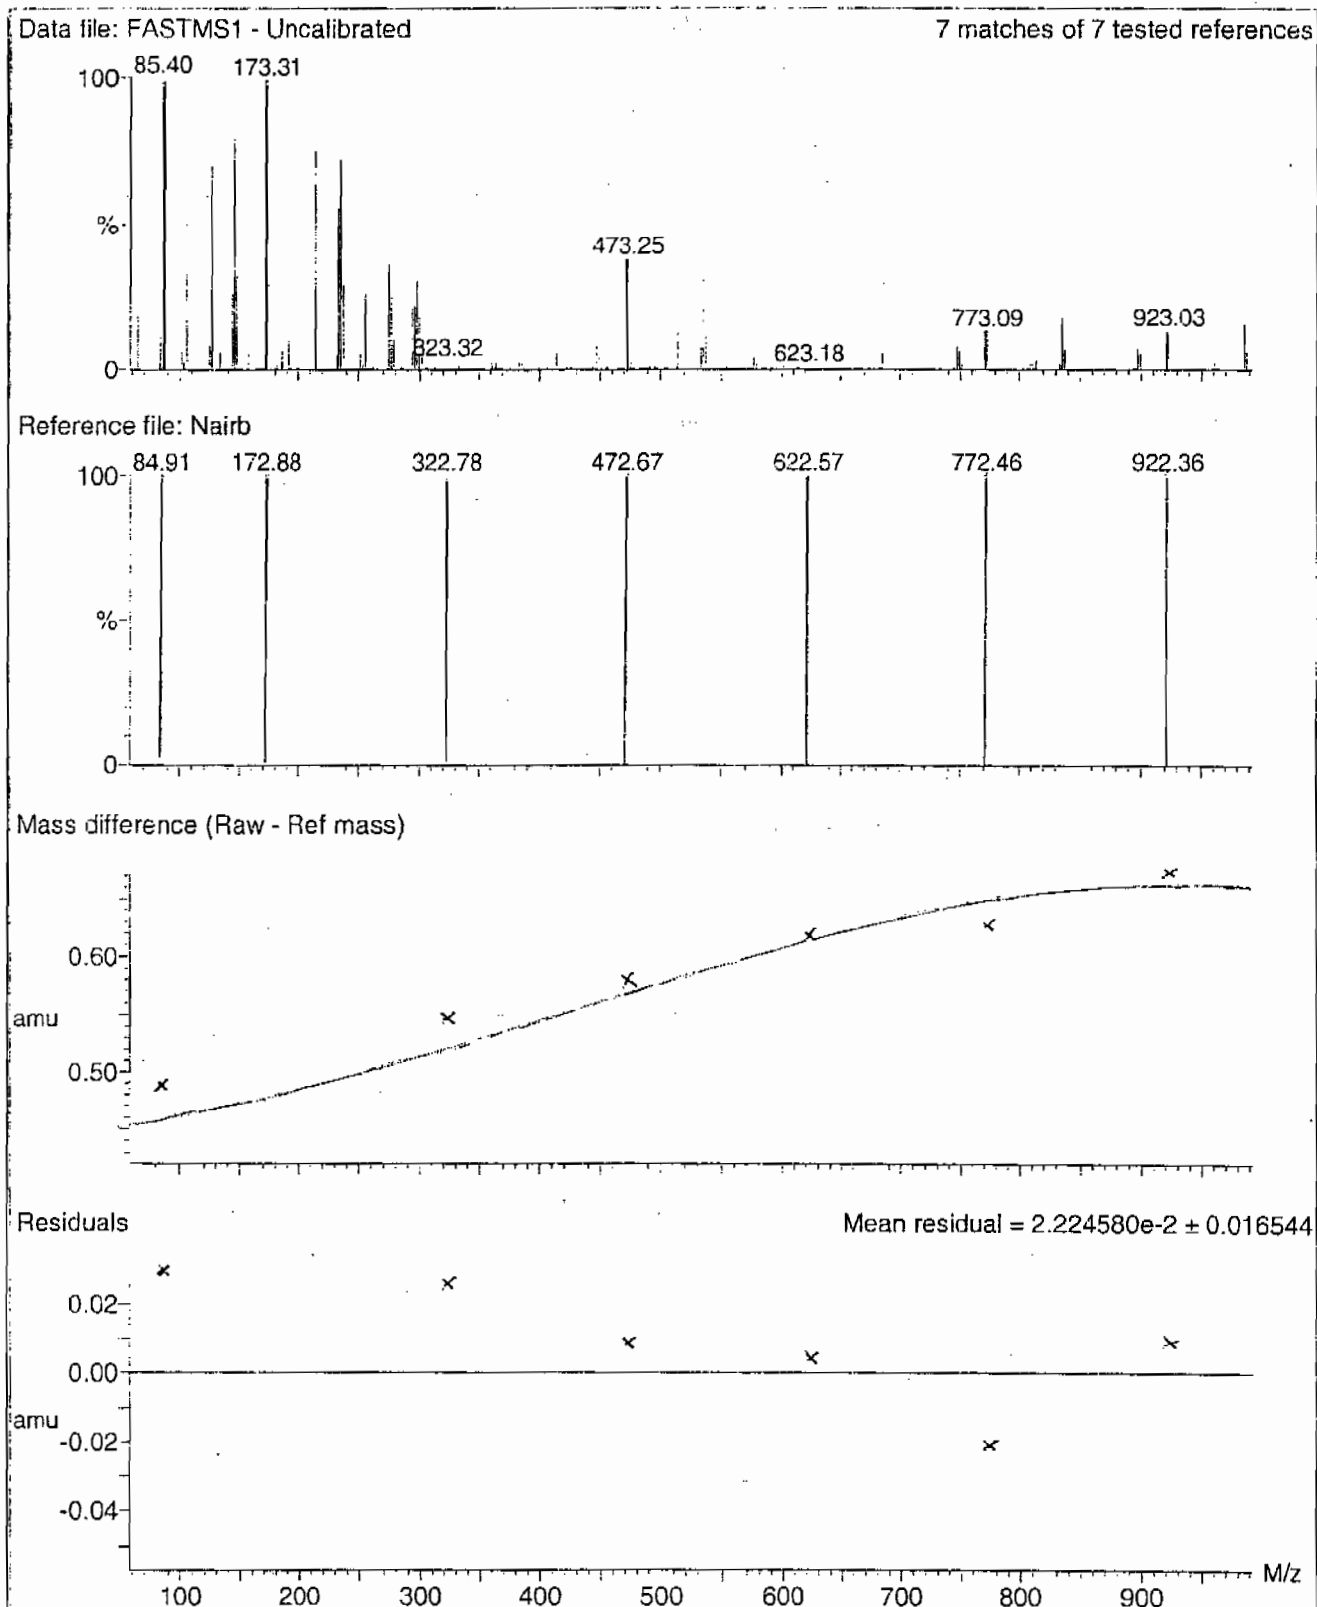 Data file: FASTMS1 - Uncalibrated 7 matches of 7 tested references
85.40 173.31
100
%
473.25
323.32 623.18 773.09 923.03
0
Reference file: Nairb
84.91 172.88 322.78 472.67 622.57 772.46 922.36
100
%
0
Mass difference (Raw - Ref mass)
0.60
amu
0.50
Residuals Mean residual = 2.224580e-2 ± 0.016544
0.02
0.00
amu
-0.02
-0.04
M/z
100 200 300 400 500 600 700 800 900